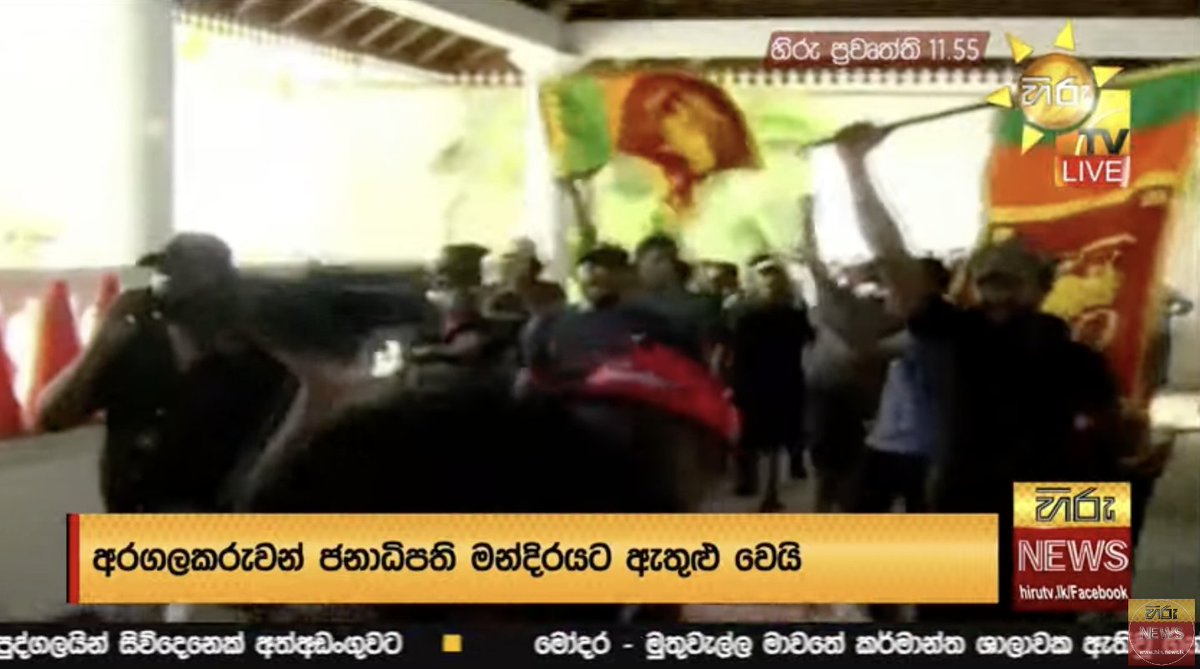 හිරු ප්‍රවෘත්ති 11.55
හිරු
TV
LIVE
අරගලකරුවන් ජනාධිපති මන්දිරයට ඇතුළු වෙයි
හිරු
NEWS
hirutv.lk/Facebook
පුද්ගලයින් සිව්දෙනෙක් අත්අඩංගුවට
මෝදර - මුතුවැල්ල මාවතේ කර්මාන්ත ශාලාවක
හිරු
NEWS